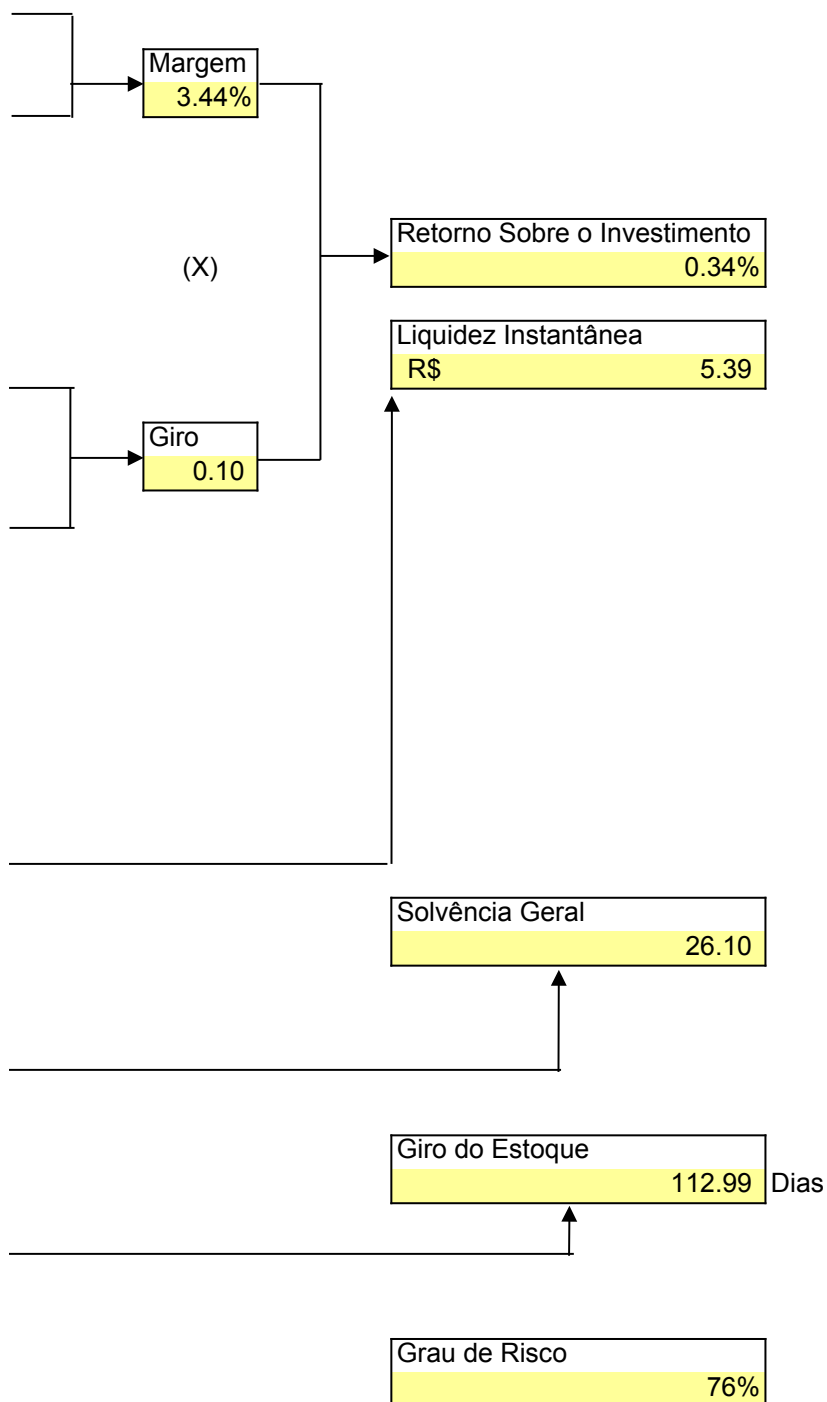 Margem
3.44%
Retorno Sobre o Investimento
(X)
0.34%
Liquidez Instantânea
R$ 5.39
Giro
0.10
Solvência Geral
26.10
Giro do Estoque
112.99 Dias
Grau de Risco
76%